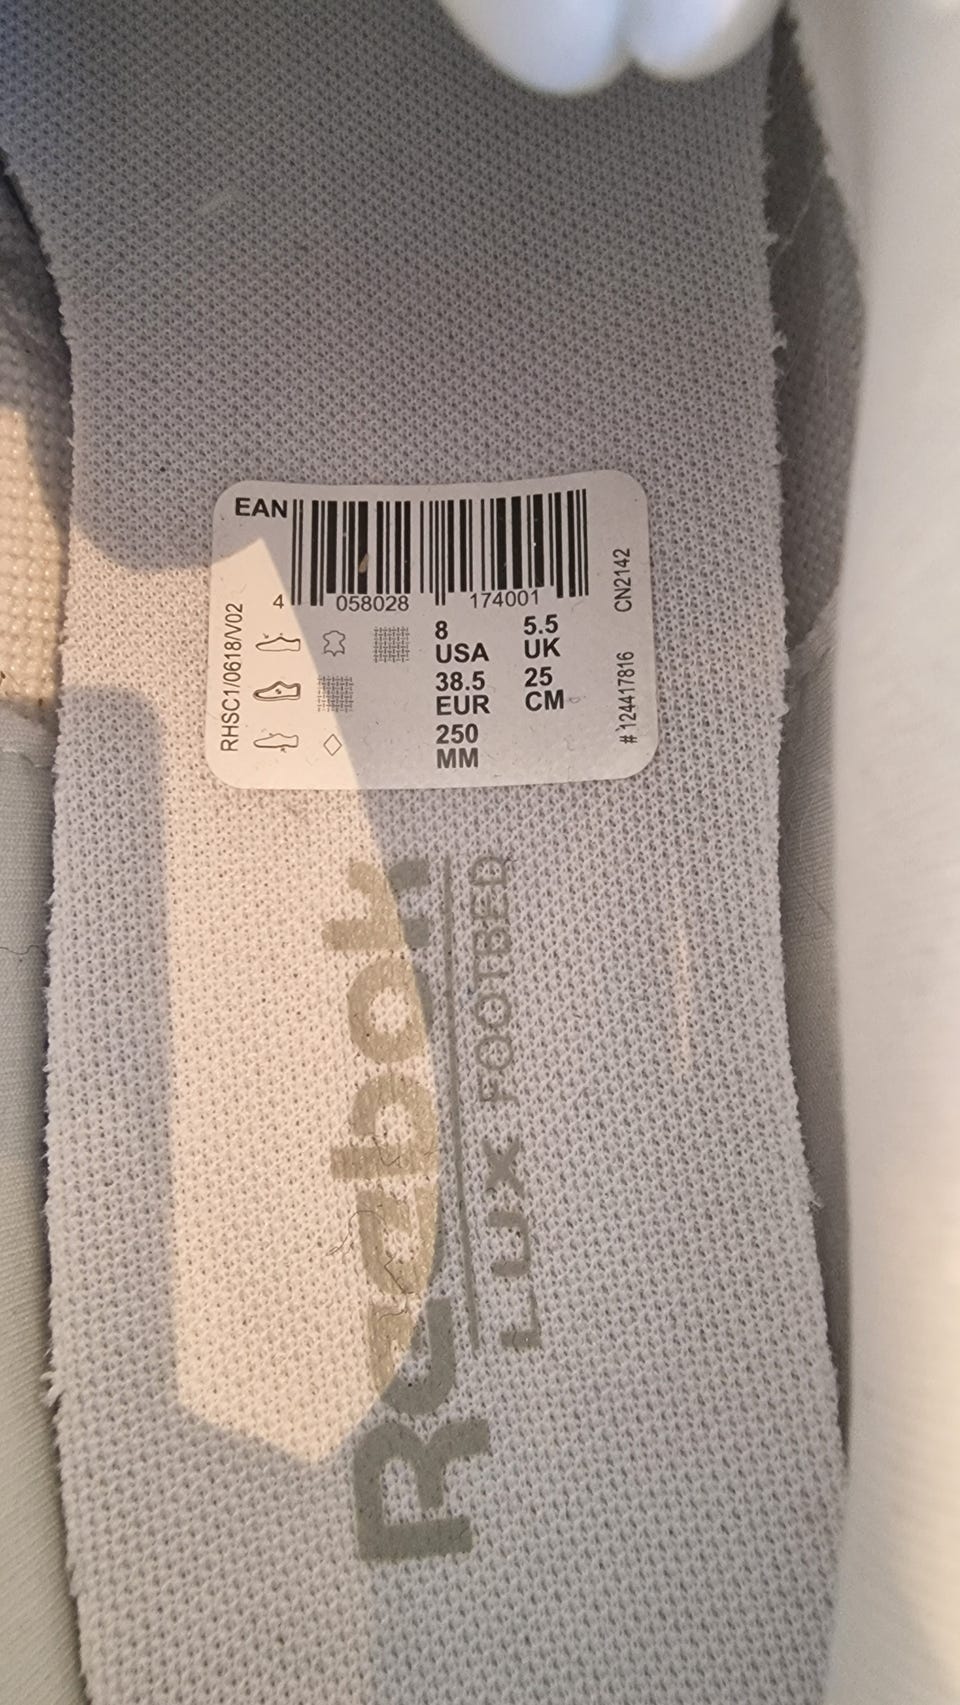 EAN
4 058028 174001
RHSC1/0618/V02
8 USA
5.5 UK
38.5 EUR
25 CM
250 MM
#124417816 CN2142
Reebok
LUX FOOTBED